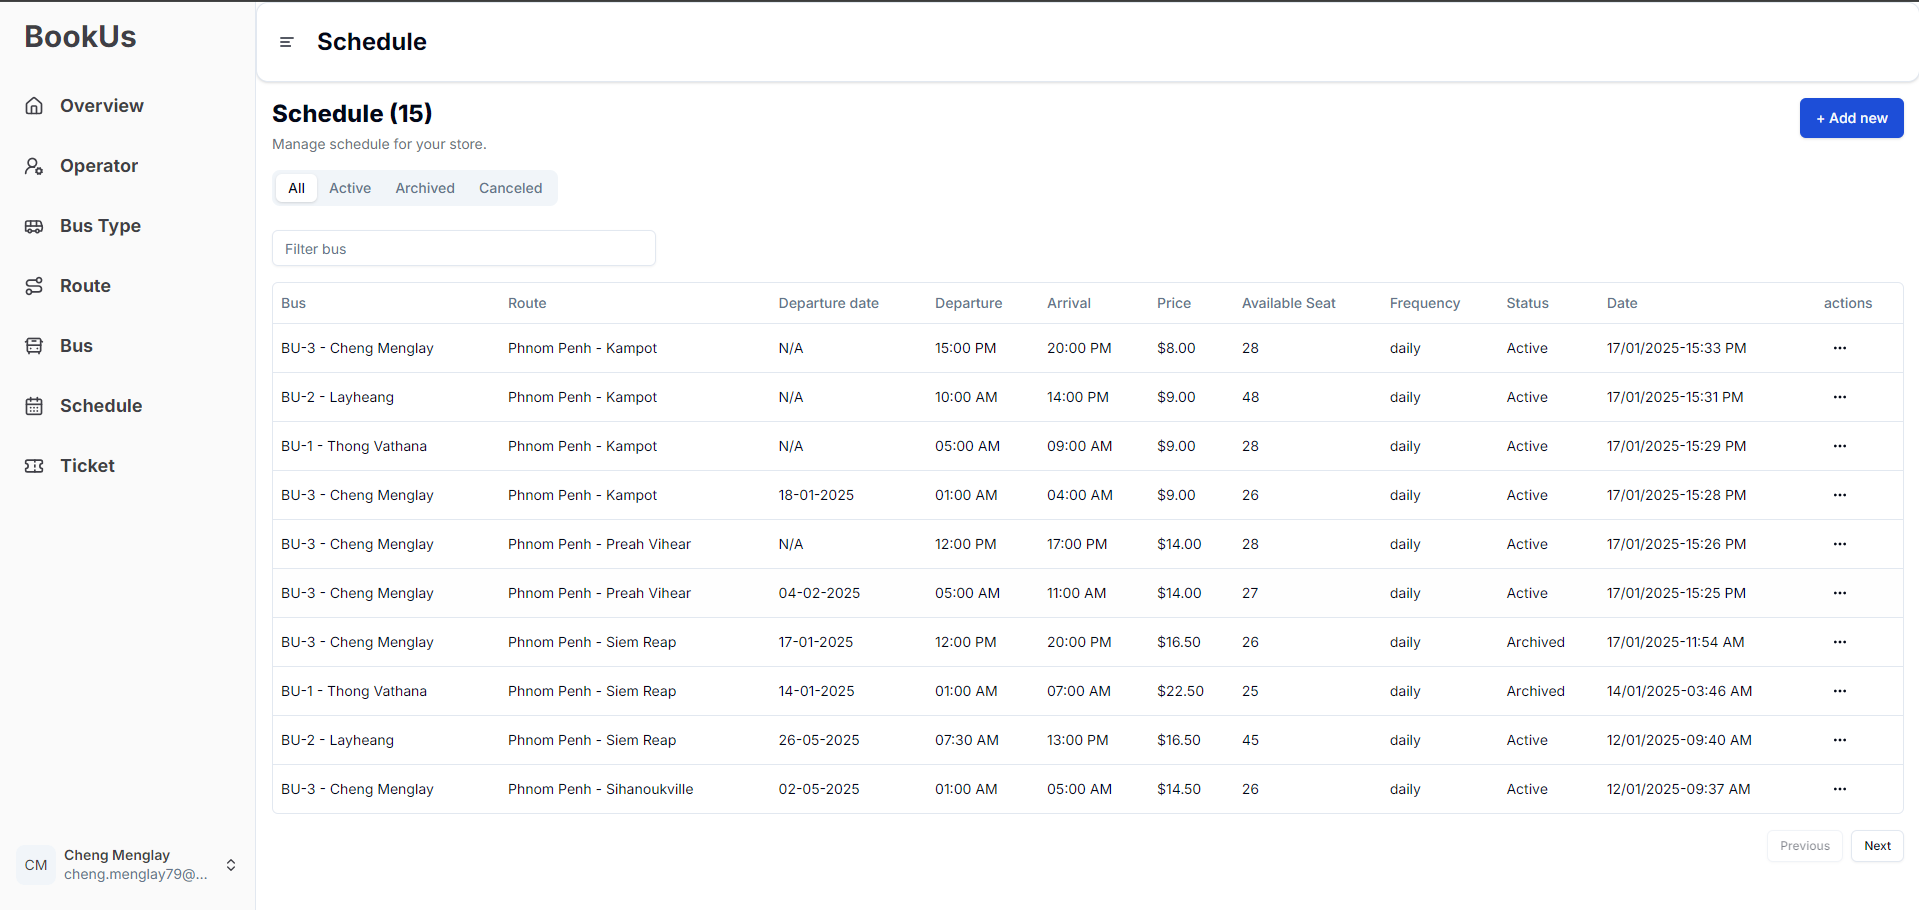 BookUs
Overview
Operator
Bus Type
Route
Bus
Schedule
Ticket
CM
Cheng Menglay
cheng.menglay79@...
Schedule
Schedule (15)
Manage schedule for your store.
+ Add new
All Active Archived Canceled
Filter bus
Bus Route Departure date Departure Arrival Price Available Seat Frequency Status Date actions
BU-3 - Cheng Menglay Phnom Penh - Kampot N/A 15:00 PM 20:00 PM $8.00 28 daily Active 17/01/2025-15:33 PM ...
BU-2 - Layheang Phnom Penh - Kampot N/A 10:00 AM 14:00 PM $9.00 48 daily Active 17/01/2025-15:31 PM ...
BU-1 - Thong Vathana Phnom Penh - Kampot N/A 05:00 AM 09:00 AM $9.00 28 daily Active 17/01/2025-15:29 PM ...
BU-3 - Cheng Menglay Phnom Penh - Kampot 18-01-2025 01:00 AM 04:00 AM $9.00 26 daily Active 17/01/2025-15:28 PM ...
BU-3 - Cheng Menglay Phnom Penh - Preah Vihear N/A 12:00 PM 17:00 PM $14.00 28 daily Active 17/01/2025-15:26 PM ...
BU-3 - Cheng Menglay Phnom Penh - Preah Vihear 04-02-2025 05:00 AM 11:00 AM $14.00 27 daily Active 17/01/2025-15:25 PM ...
BU-3 - Cheng Menglay Phnom Penh - Siem Reap 17-01-2025 12:00 PM 20:00 PM $16.50 26 daily Archived 17/01/2025-11:54 AM ...
BU-1 - Thong Vathana Phnom Penh - Siem Reap 14-01-2025 01:00 AM 07:00 AM $22.50 25 daily Archived 14/01/2025-03:46 AM ...
BU-2 - Layheang Phnom Penh - Siem Reap 26-05-2025 07:30 AM 13:00 PM $16.50 45 daily Active 12/01/2025-09:40 AM ...
BU-3 - Cheng Menglay Phnom Penh - Sihanoukville 02-05-2025 01:00 AM 05:00 AM $14.50 26 daily Active 12/01/2025-09:37 AM ...
Previous Next